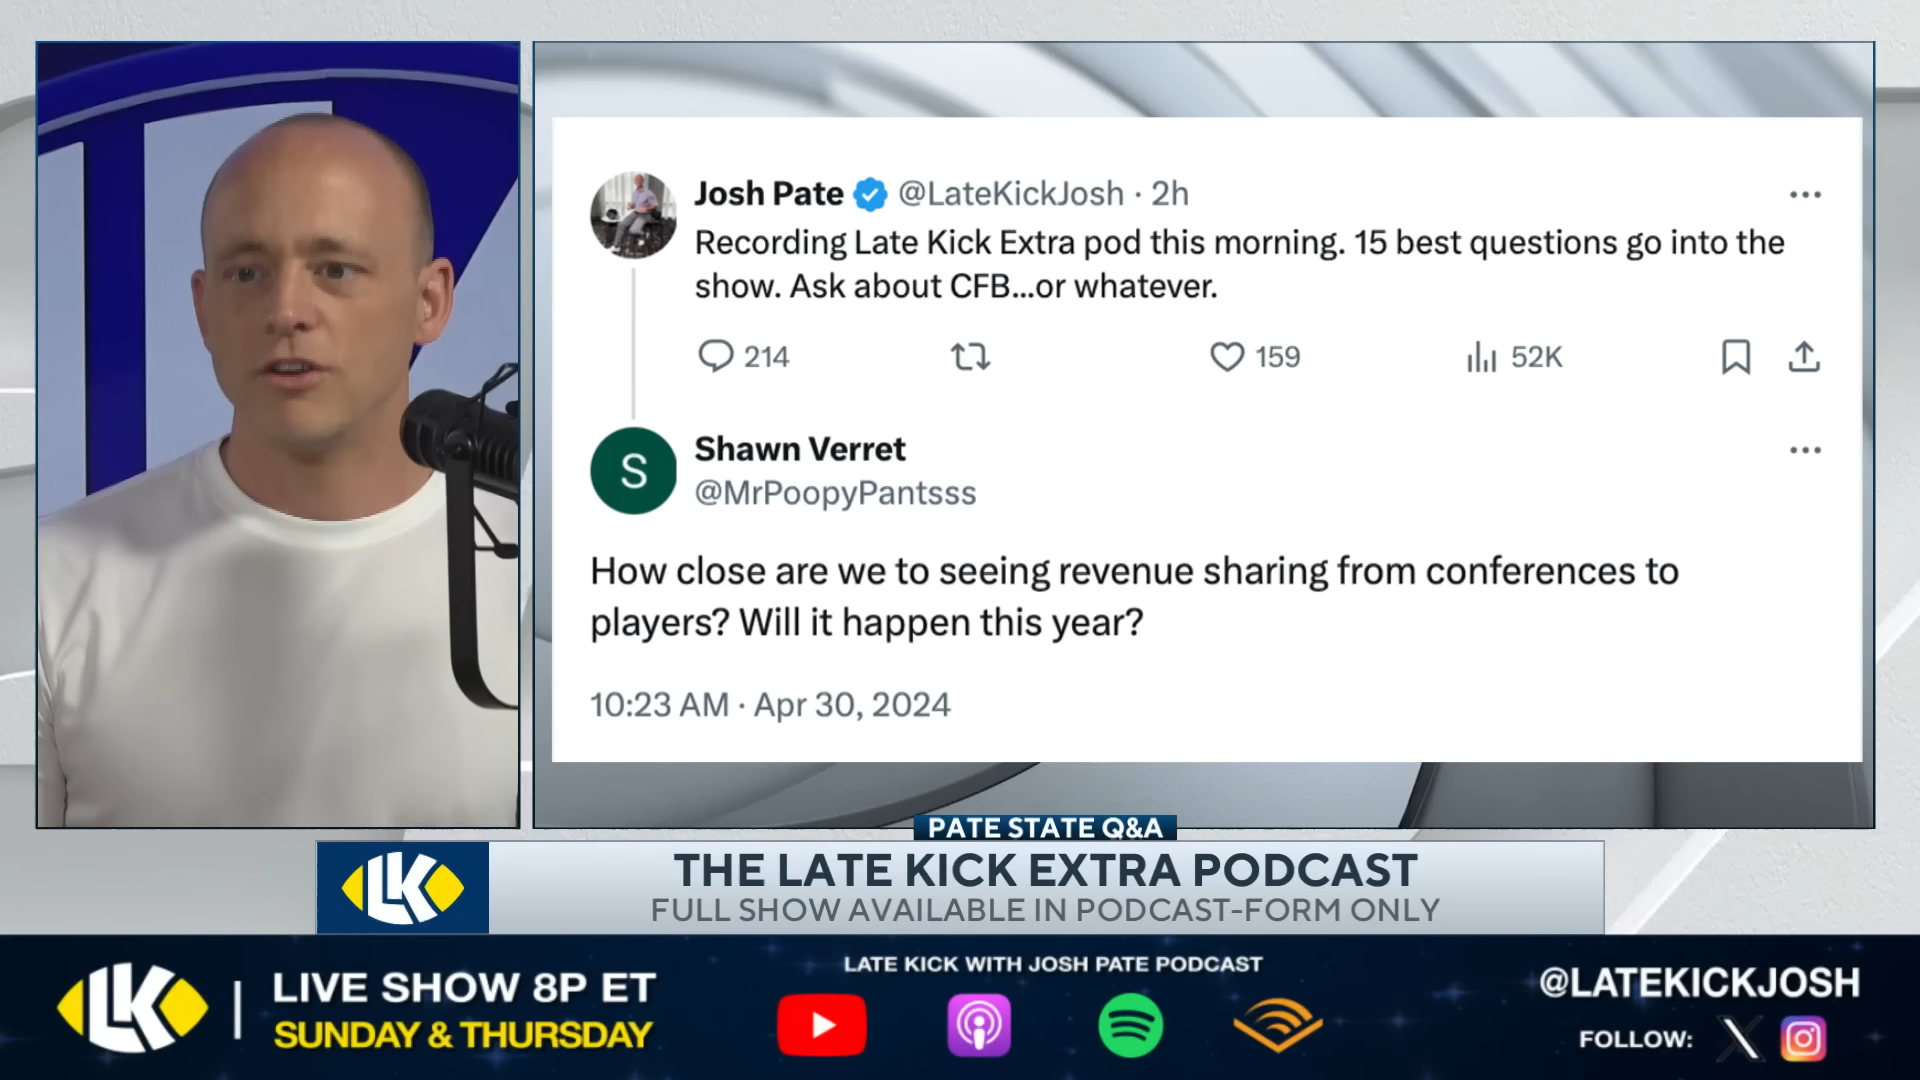 Josh Pate @LateKickJosh · 2h
Recording Late Kick Extra pod this morning. 15 best questions go into the
show. Ask about CFB...or whatever.
214 159 52K
S
Shawn Verret
@MrPoopyPantsss
How close are we to seeing revenue sharing from conferences to
players? Will it happen this year?
10:23 AM · Apr 30, 2024
PATE STATE Q&A
LK
THE LATE KICK EXTRA PODCAST
FULL SHOW AVAILABLE IN PODCAST-FORM ONLY
LK
LIVE SHOW 8P ET
SUNDAY & THURSDAY
LATE KICK WITH JOSH PATE PODCAST
@LATEKICKJOSH
FOLLOW: